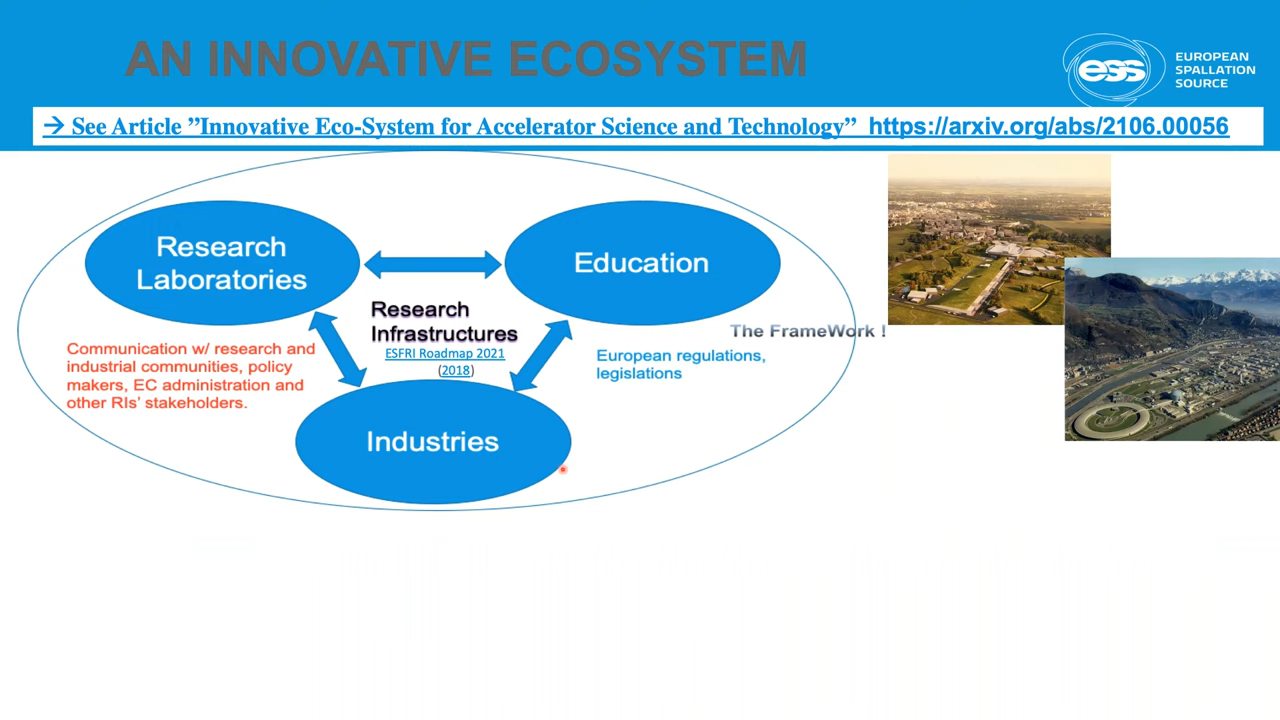 AN INNOVATIVE ECOSYSTEM
ess
EUROPEAN
SPALLATION
SOURCE
→ See Article ”Innovative Eco-System for Accelerator Science and Technology” https://arxiv.org/abs/2106.00056
Research
Laboratories
Education
Research
Infrastructures
ESFRI Roadmap 2021
(2018)
The FrameWork !
Communication w/ research and
industrial communities, policy
makers, EC administration and
other RIs’ stakeholders.
European regulations,
legislations
Industries